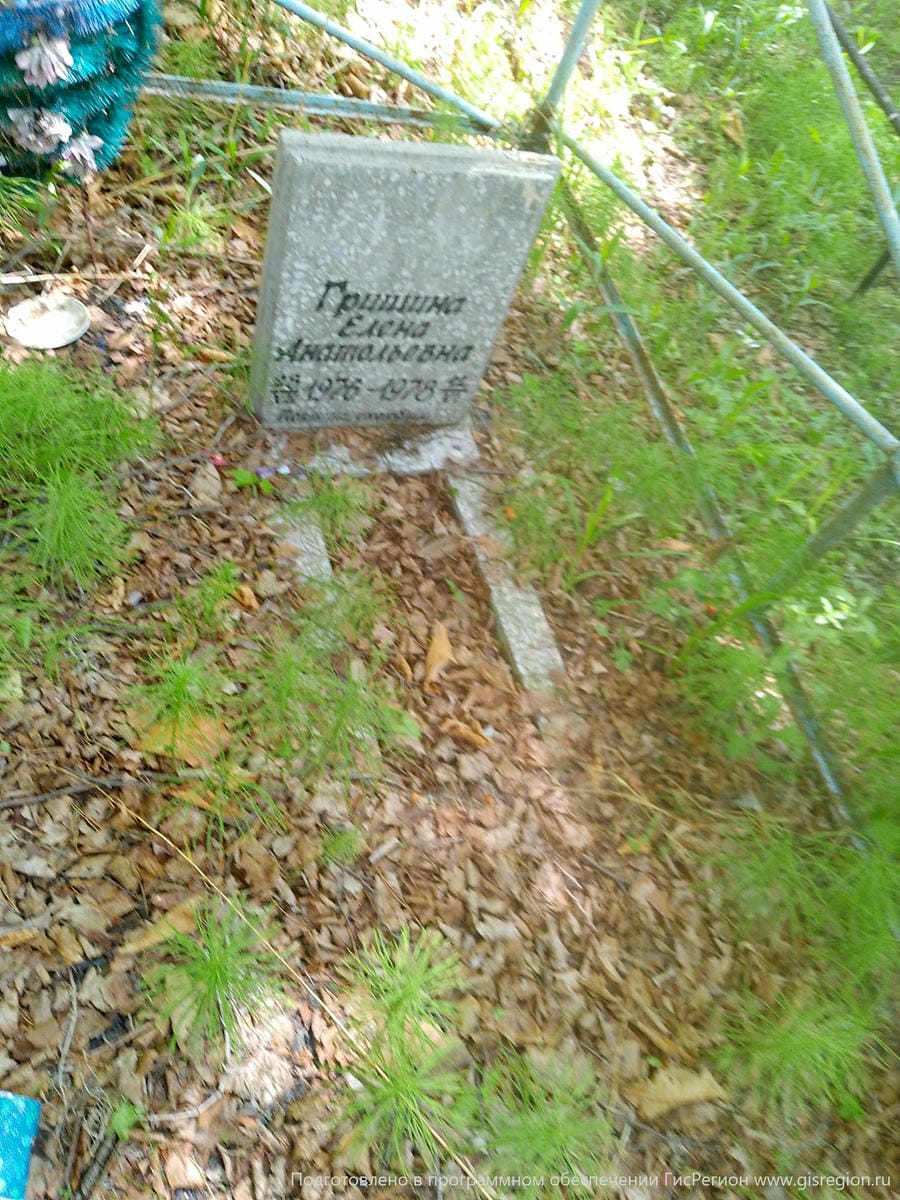 Гришина
Елена
Анатольевна
1976 – 1978
Подготовлено в программном обеспечении ГисРегион www.gisregion.ru